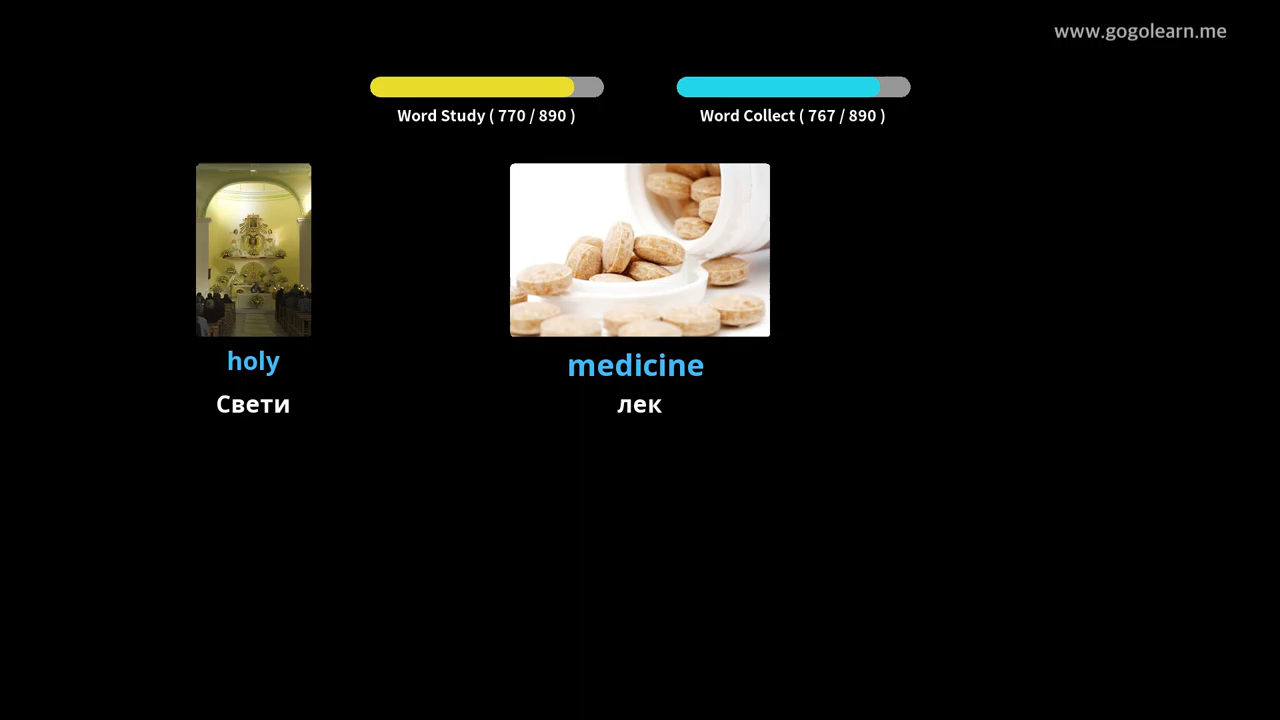 www.gogolearn.me
Word Study ( 770 / 890 )
Word Collect ( 767 / 890 )
holy
medicine
Свети
лек